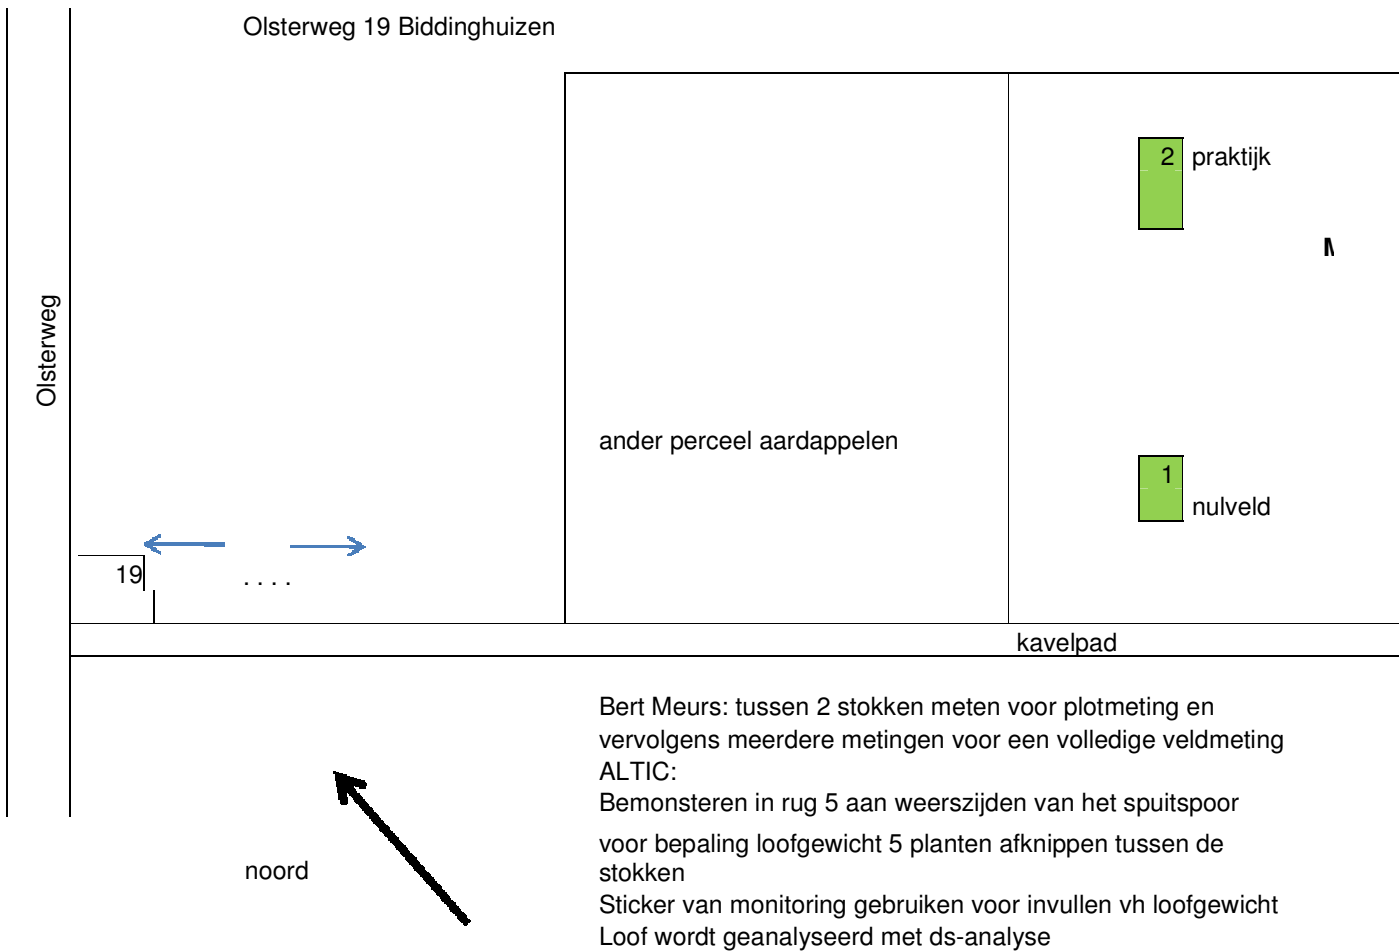 Olsterweg 19 Biddinghuizen
2 praktijk
Olsterweg
ander perceel aardappelen
1
nulveld
19
. . . .
kavelpad
Bert Meurs: tussen 2 stokken meten voor plotmeting en
vervolgens meerdere metingen voor een volledige veldmeting
ALTIC:
Bemonsteren in rug 5 aan weerszijden van het spuitspoor
voor bepaling loofgewicht 5 planten afknippen tussen de
stokken
noord
Sticker van monitoring gebruiken voor invullen vh loofgewicht
Loof wordt geanalyseerd met ds-analyse